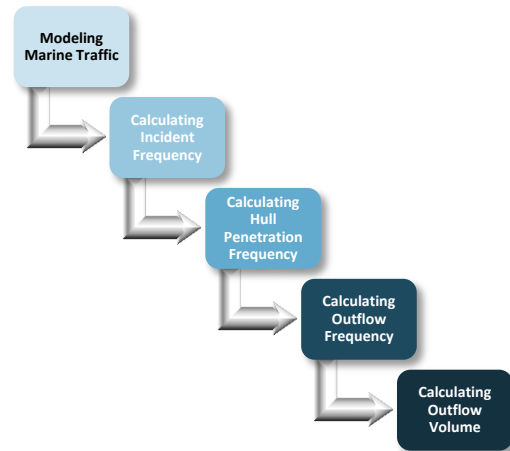 Modeling
Marine Traffic
Calculating
Incident
Frequency
Calculating
Hull
Penetration
Frequency
Calculating
Outflow
Frequency
Calculating
Outflow
Volume